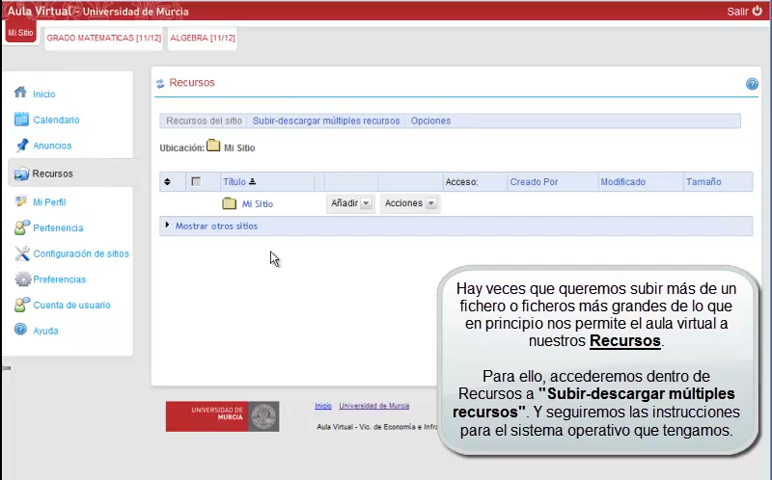 Aula Virtual - Universidad de Murcia
Salir
Mi Sitio
GRADO MATEMATICAS [11/12]
ALGEBRA [11/12]
Inicio
Calendario
Anuncios
Recursos
Mi Perfil
Pertenencia
Configuración de sitios
Preferencias
Cuenta de usuario
Ayuda
Recursos
Recursos del sitio
Subir-descargar múltiples recursos
Opciones
Ubicación: Mi Sitio
Título
Acceso:
Creado Por
Modificado
Tamaño
Mi Sitio
Añadir
Acciones
Mostrar otros sitios
Hay veces que queremos subir más de un
fichero o ficheros más grandes de lo que
en principio nos permite el aula virtual a
nuestros Recursos.
Para ello, accederemos dentro de
Recursos a "Subir-descargar múltiples
recursos". Y seguiremos las instrucciones
para el sistema operativo que tengamos.
UNIVERSIDAD DE
MURCIA
Inicio
Universidad de Murcia
Aula Virtual - Vic. de Economía e Infra